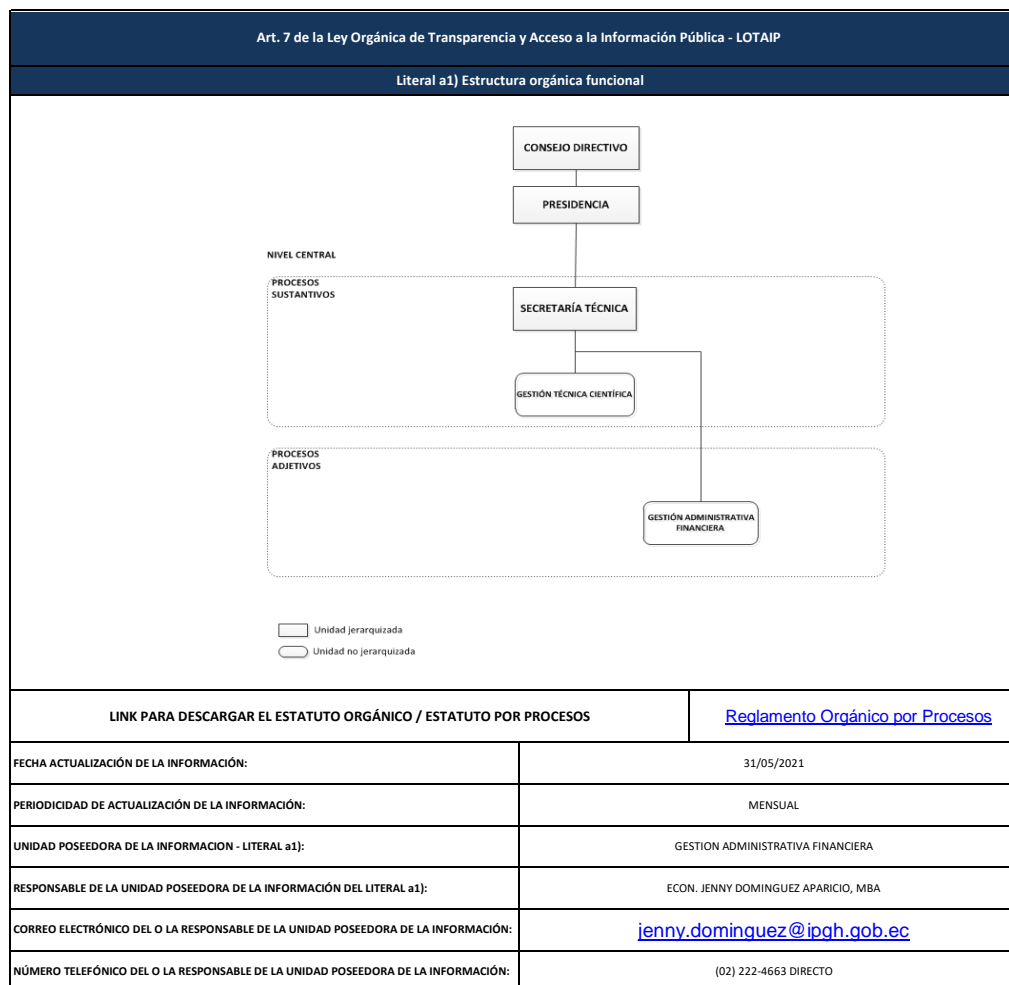 Art. 7 de la Ley Orgánica de Transparencia y Acceso a la Información Pública - LOTAIP
Literal a1) Estructura orgánica funcional
CONSEJO DIRECTIVO
PRESIDENCIA
NIVEL CENTRAL
PROCESOS
SUSTANTIVOS
SECRETARÍA TÉCNICA
GESTIÓN TÉCNICA CIENTÍFICA
PROCESOS
ADJETIVOS
GESTIÓN ADMINISTRATIVA
FINANCIERA
Unidad jerarquizada
Unidad no jerarquizada
LINK PARA DESCARGAR EL ESTATUTO ORGÁNICO / ESTATUTO POR PROCESOS
Reglamento Orgánico por Procesos
FECHA ACTUALIZACIÓN DE LA INFORMACIÓN:
31/05/2021
PERIODICIDAD DE ACTUALIZACIÓN DE LA INFORMACIÓN:
MENSUAL
UNIDAD POSEEDORA DE LA INFORMACION - LITERAL a1):
GESTION ADMINISTRATIVA FINANCIERA
RESPONSABLE DE LA UNIDAD POSEEDORA DE LA INFORMACIÓN DEL LITERAL a1):
ECON. JENNY DOMINGUEZ APARICIO, MBA
CORREO ELECTRÓNICO DEL O LA RESPONSABLE DE LA UNIDAD POSEEDORA DE LA INFORMACIÓN:
jenny.dominguez@ipgh.gob.ec
NÚMERO TELEFÓNICO DEL O LA RESPONSABLE DE LA UNIDAD POSEEDORA DE LA INFORMACIÓN:
(02) 222-4663 DIRECTO